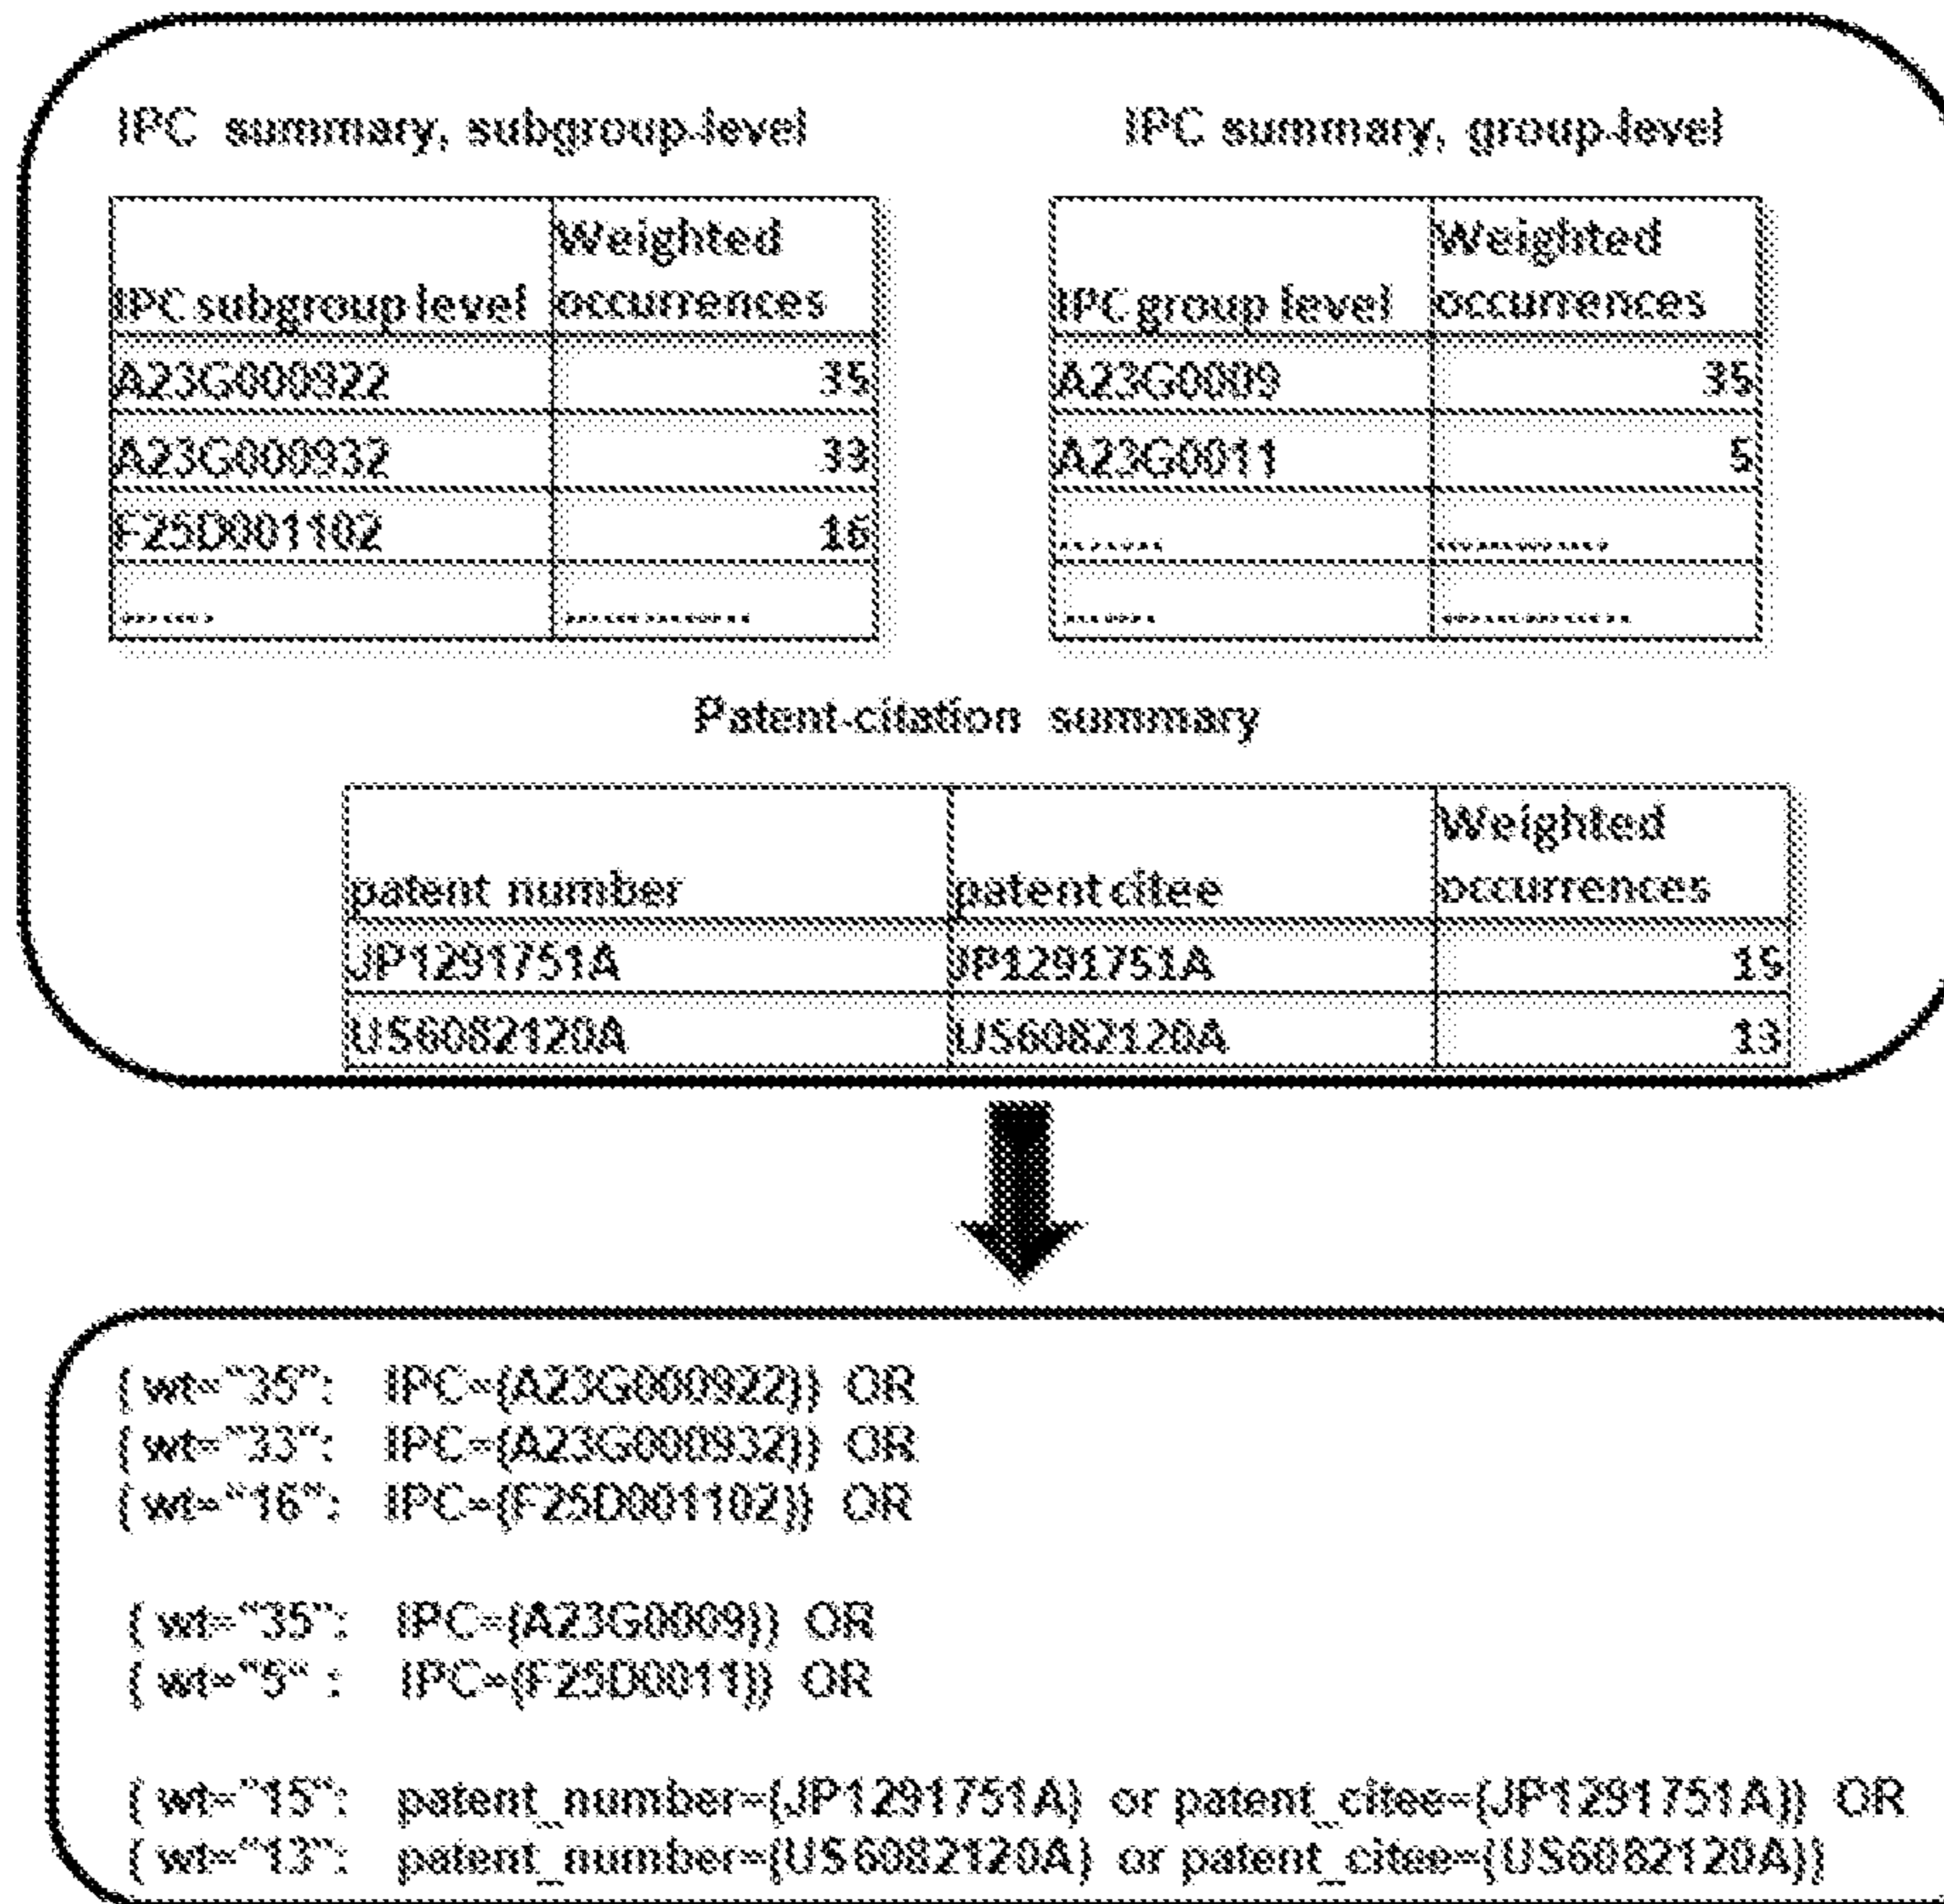 IPC summary, subgroup-level
IPC summary, group-level
IPC subgroup level Weighted occurrences
A23G000922 35
A23G000932 33
F25D001102 16
....... ..............
IPC group level Weighted occurrences
A23G0009 35
A23G0011 5
....... ..............
....... ..............
Patent-citation summary
patent number patent citee Weighted occurrences
JP1291751A JP1291751A 15
US6082120A US6082120A 13
( wt="35": IPC=(A23G000922)) OR
( wt="33": IPC=(A23G000932)) OR
( wt="16": IPC=(F25D001102)) OR
( wt="35": IPC=(A23G0009)) OR
( wt="5" : IPC=(F25D0011)) OR
( wt="15": patent_number=(JP1291751A) or patent_citee=(JP1291751A)) OR
( wt="13": patent_number=(US6082120A) or patent_citee=(US6082120A))